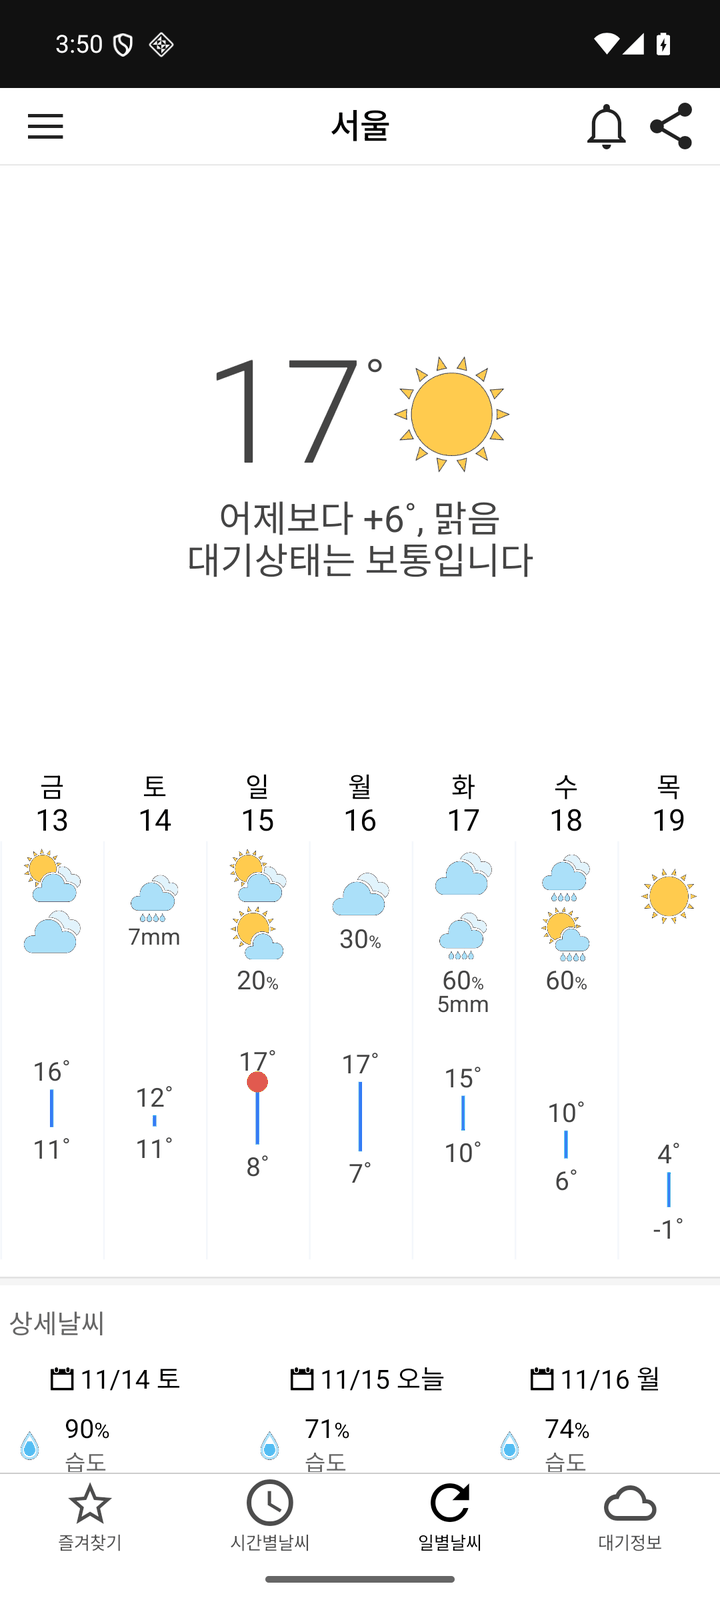 3:50
서울
17°
어제보다 +6°, 맑음
대기상태는 보통입니다
금 토 일 월 화 수 목
13 14 15 16 17 18 19
7mm 30%
20% 60% 60%
5mm
16° 12° 17° 17° 15° 10° 4°
11° 11° 8° 7° 10° 6° -1°
상세날씨
11/14 토 11/15 오늘 11/16 월
90% 71% 74%
습도 습도 습도
즐겨찾기 시간별날씨 일별날씨 대기정보